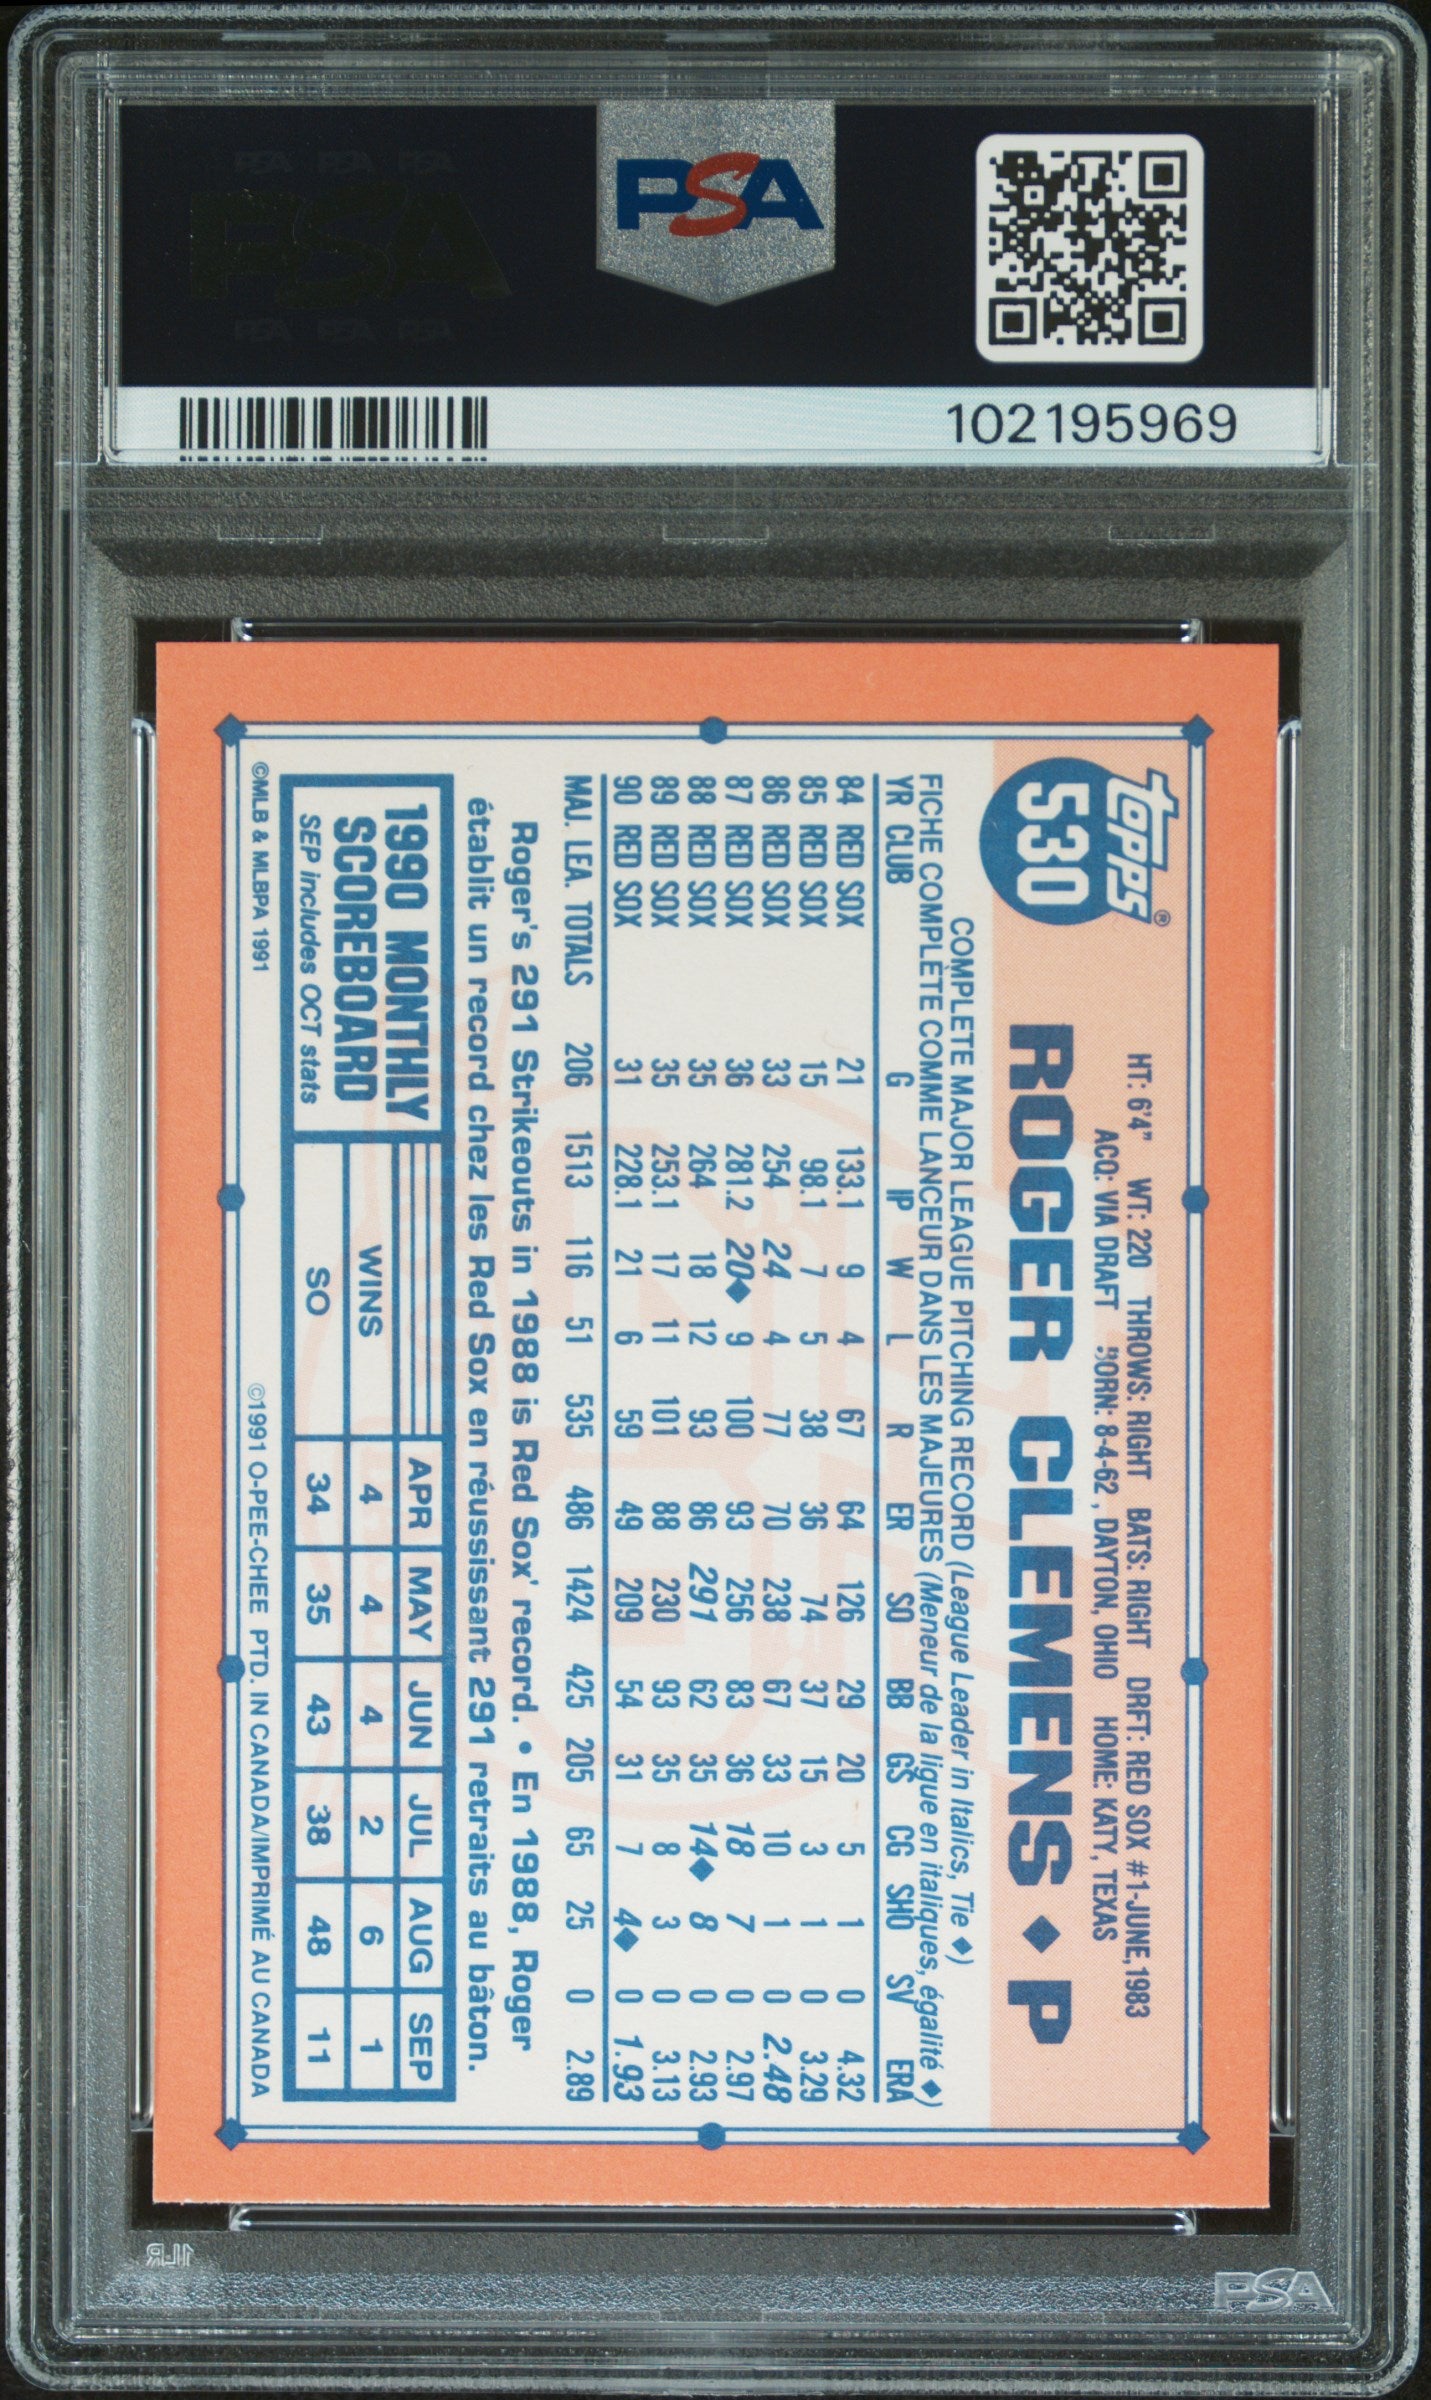 PSA PSA PSA
PSA
PSA PSA PSA
PSA
102195969
topps®
530
HT: 6'4" WT: 220 THROWS: RIGHT BATS: RIGHT DRFT: RED SOX #1-JUNE,1983
ACQ: VIA DRAFT BORN: 8-4-62, DAYTON, OHIO HOME: KATY, TEXAS
ROGER CLEMENS ◆ P
COMPLETE MAJOR LEAGUE PITCHING RECORD (League Leader in Italics, Tie ◆)
FICHE COMPLÈTE COMME LANCEUR DANS LES MAJEURES (Meneur de la ligue en italiques, égalité ◆)
YR CLUB G IP W L R ER SO BB GS CG SHO SV ERA
84 RED SOX 21 133.1 9 4 67 64 126 29 20 5 1 0 4.32
85 RED SOX 15 98.1 7 5 38 36 74 37 15 3 1 0 3.29
86 RED SOX 33 254 24 4 77 70 238 67 33 10 1 0 2.48
87 RED SOX 36 281.2 20◆ 9 100 93 256 83 36 18 7 0 2.97
88 RED SOX 35 264 18 12 93 86 291 62 35 14◆ 8 0 2.93
89 RED SOX 35 253.1 17 11 101 88 230 93 35 8 3 0 3.13
90 RED SOX 31 228.1 21 6 59 49 209 54 31 7 4◆ 0 1.93
MAJ. LEA. TOTALS 206 1513 116 51 535 486 1424 425 205 65 25 0 2.89
Roger's 291 Strikeouts in 1988 is Red Sox' record. • En 1988, Roger
établit un record chez les Red Sox en réussissant 291 retraits au bâton.
1990 MONTHLY
SCOREBOARD
SEP includes OCT stats
APR MAY JUN JUL AUG SEP
WINS 4 4 4 2 6 1
SO 34 35 43 38 48 11
©MLB & MLBPA 1991
©1991 O-PEE-CHEE PTD. IN CANADA/IMPRIMÉ AU CANADA
1LR
PSA